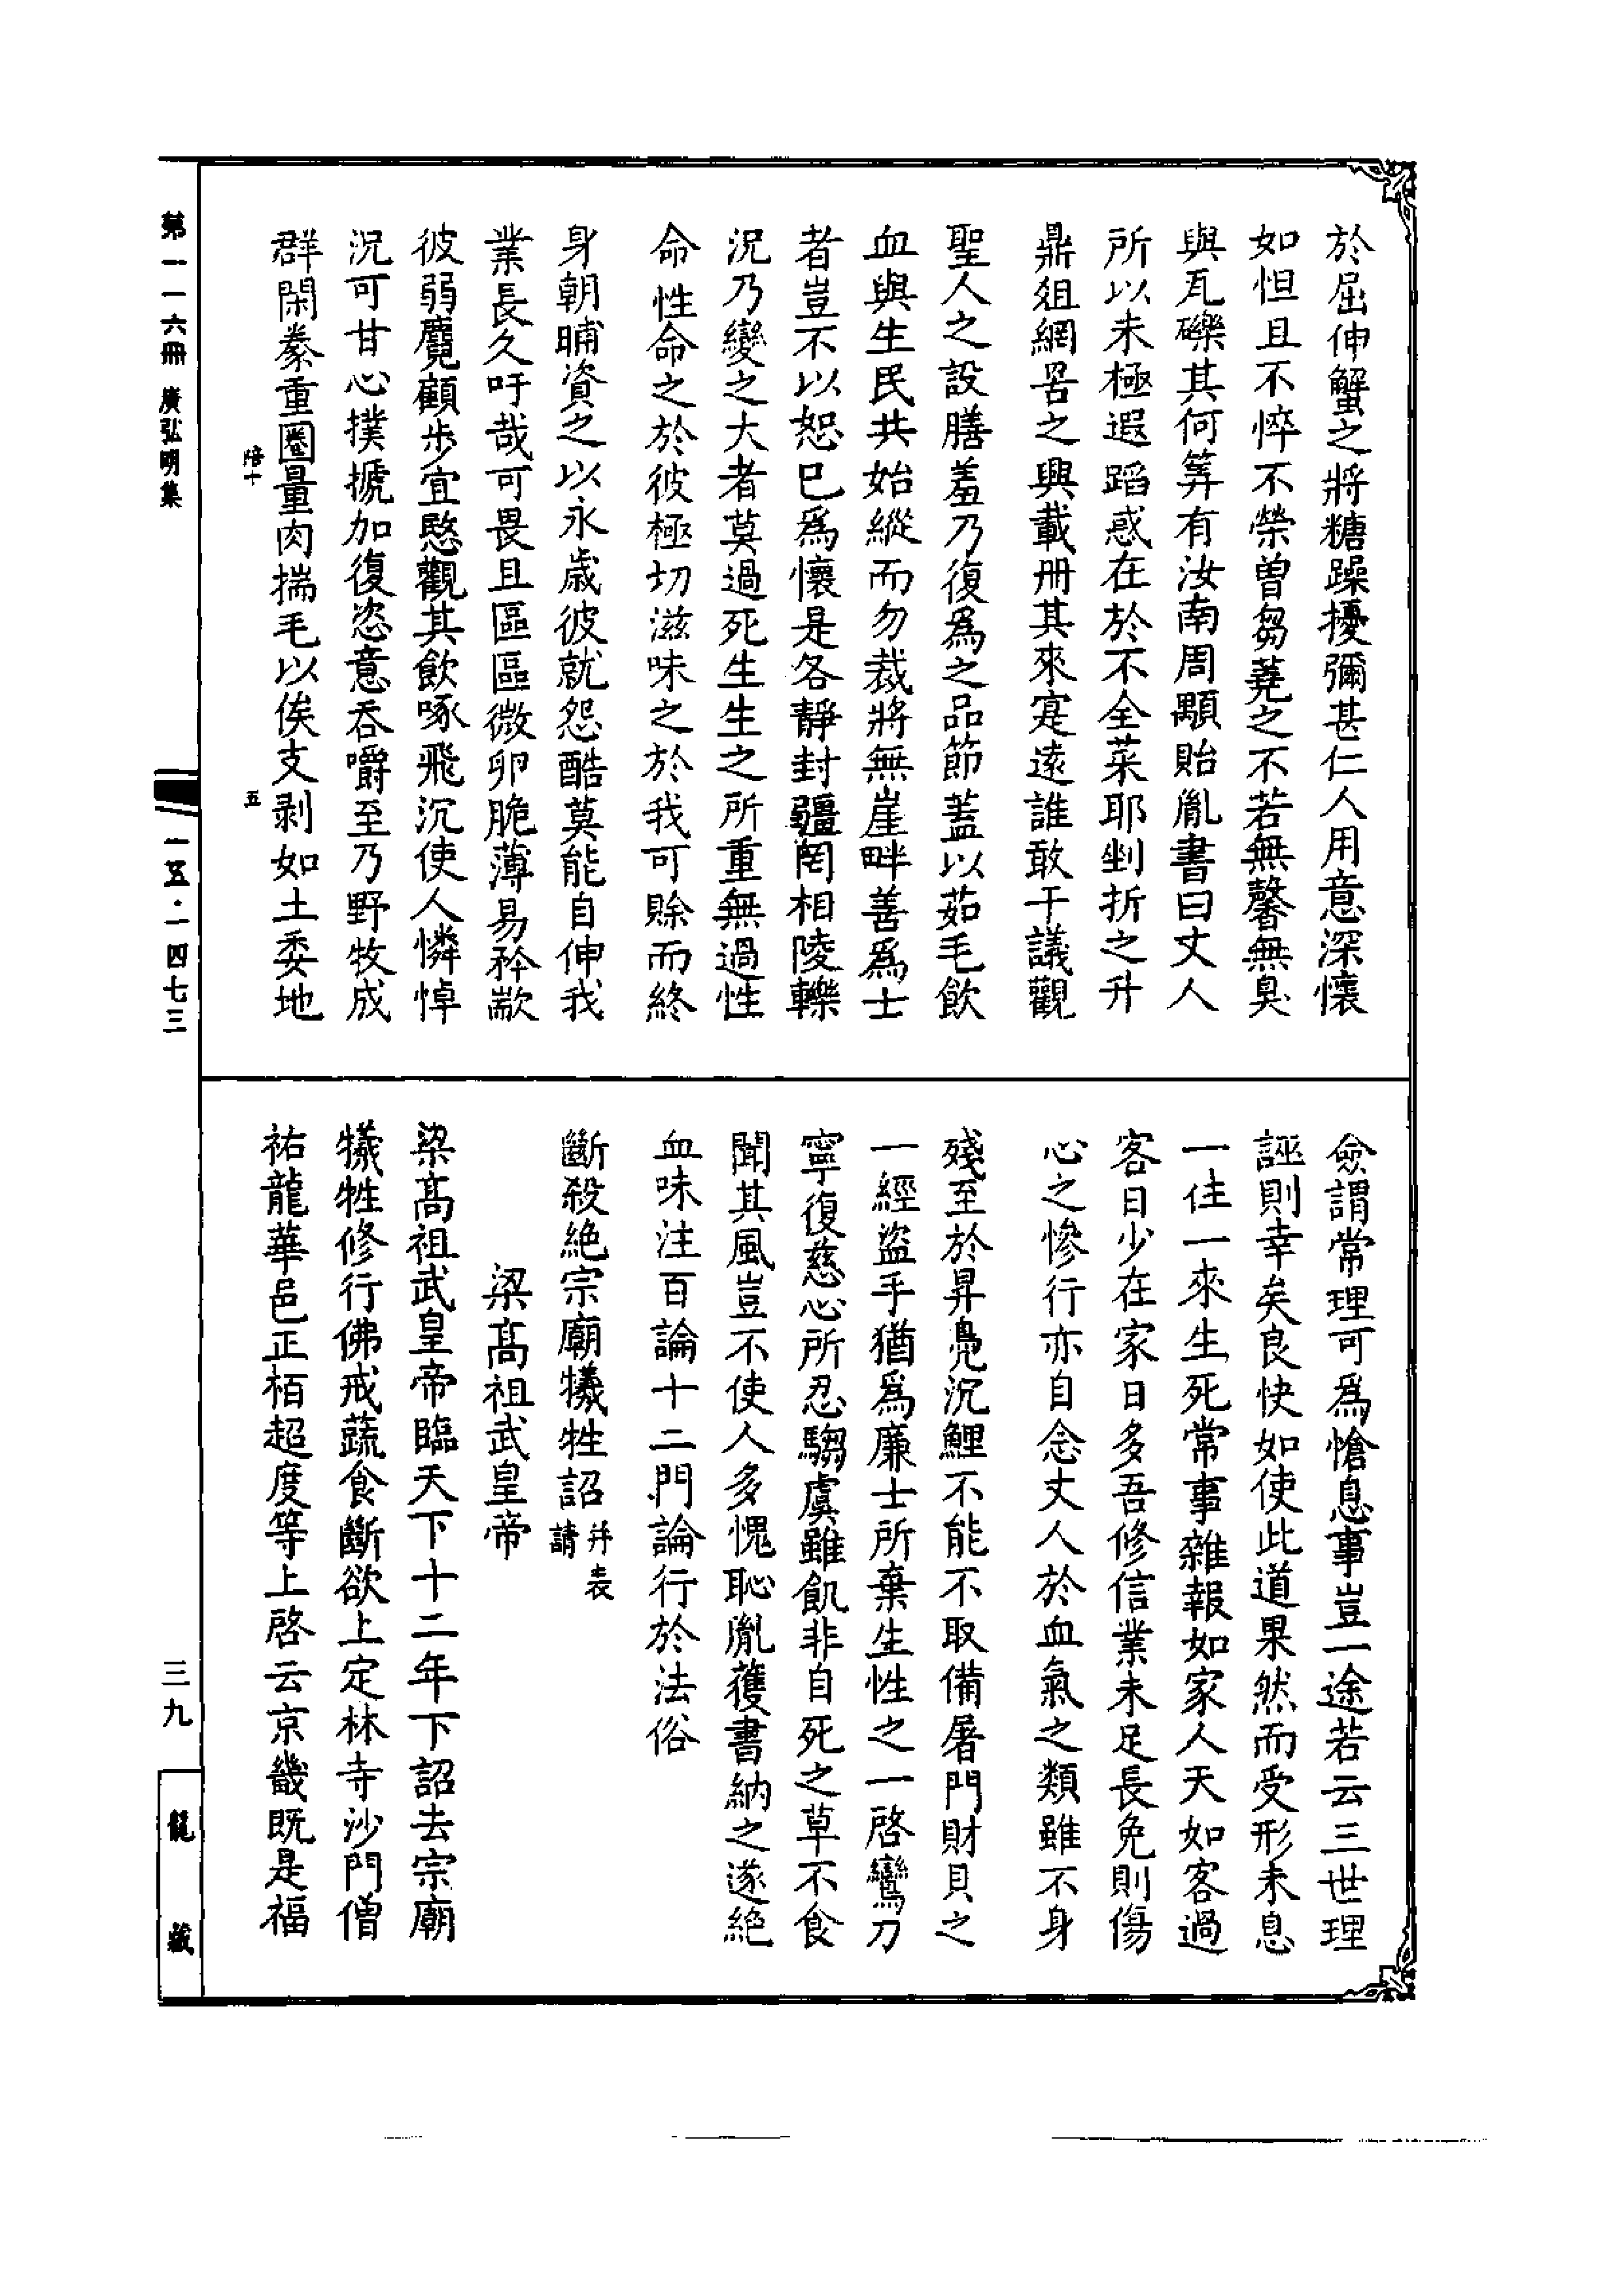 於屈伸蟹之將糖躁擾彌甚仁人用意深懷
如怛且不悴不榮曾芻蕘之不若無馨無臭
與瓦礫其何筭有汝南周顒貽胤書曰丈人
所以未極遐蹈惑在於不全菜耶剉折之升
鼎俎網罟之興載冊其來寔遠誰敢干議觀
聖人之設膳羞乃復為之品節蓋以茹毛飲
血與生民共始縱而勿裁將無崖畔善為士
者豈不以恕已為懷是各靜封疆罔相陵轢
況乃變之大者莫過死生生之所重無過性
命性命之於彼極切滋味之於我可賒而終
身朝晡資之以永歳彼就怨酷莫能自伸我
業長久吁哉可畏且區區微卵脆薄易矜歂
彼弱麑顧步宜愍觀其飲啄飛沉使人憐悼
況可甘心撲摭加復恣意吞嚼至乃野牧成
群閑豢重圈量肉揣毛以俟支剥如土委地
僉謂常理可為愴息事豈一途若云三世理
誣則幸矣良快如使此道果然而受形未息
一徃一來生死常事雜報如家人天如客過
客日少在家日多吾修信業未足長免則傷
心之慘行亦自念丈人於血氣之類雖不身
殘至於昇鳧沉鯉不能不取備屠門財貝之
一經盜手猶為廉士所棄生性之一啓鸞刀
寧復慈心所忍騶虞雖飢非自死之草不食
聞其風豈不使人多愧恥胤獲書納之遂絶
血味注百論十二門論行於法俗
斷殺絶宗廟犧牲詔并表請
梁髙祖武皇帝
梁髙祖武皇帝臨天下十二年下詔去宗廟
犧牲修行佛戒蔬食斷欲上定林寺沙門僧
祐龍華邑正栢超度等上啓云京畿既是福
陪十
五
第一一六冊 廣弘明集
一五·一四七三
三九
龍藏